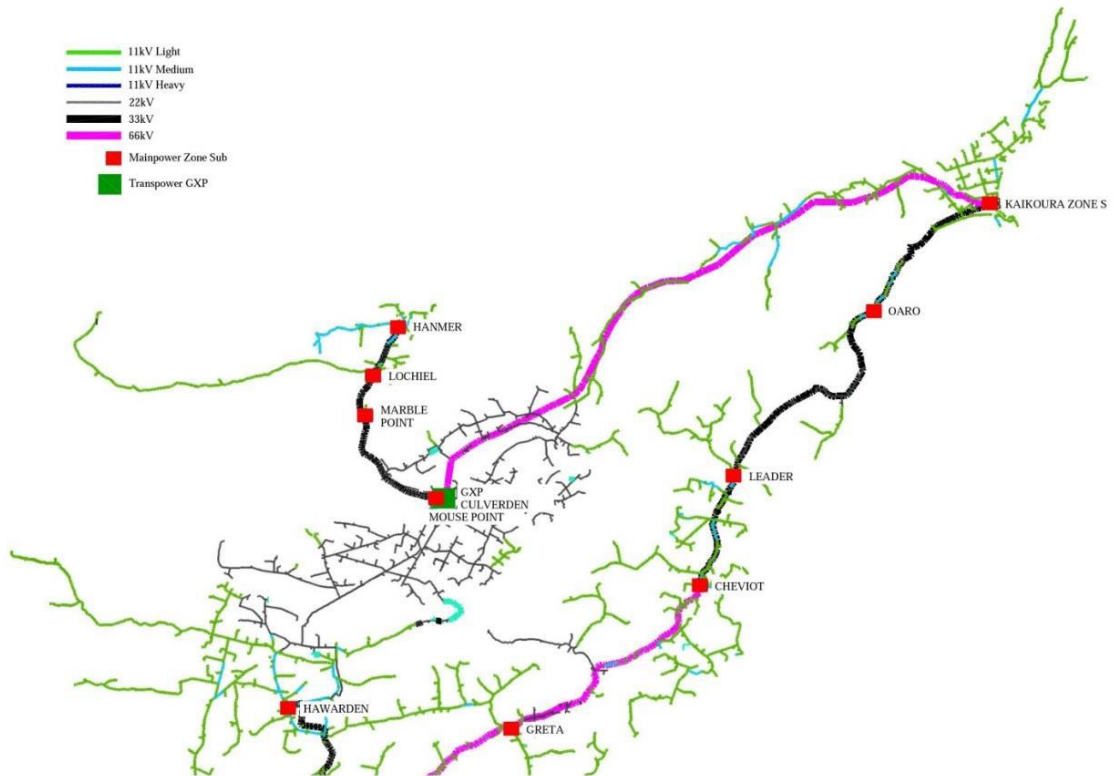 11kV Light
11kV Medium
11kV Heavy
22kV
33kV
66kV
Mainpower Zone Sub
Transpower GXP
KAIKOURA ZONE S
OARO
HANMER
LOCHIEL
MARBLE
POINT
LEADER
GXP
CULVERDEN
MOUSE POINT
CHEVIOT
HAWARDEN
GRETA